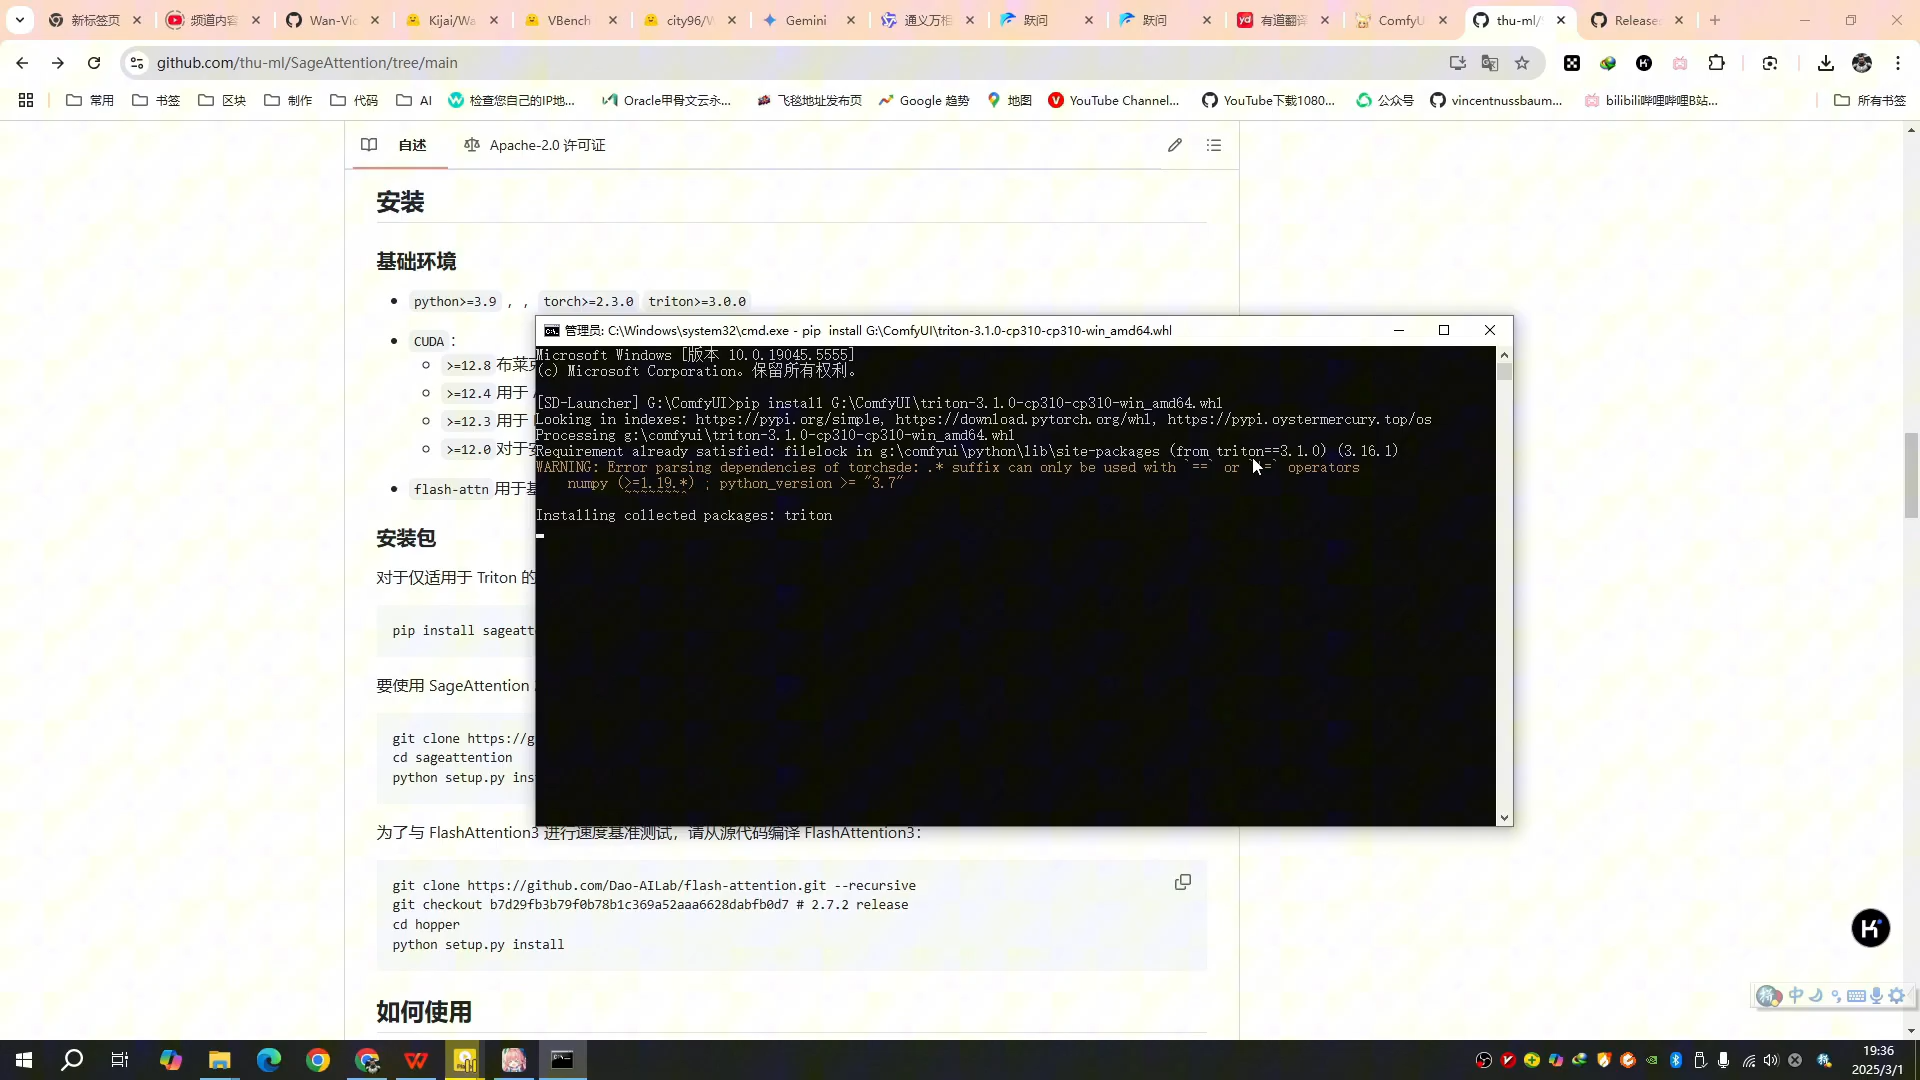 新标签页
频道内容
Wan-Vic
Kijai/Wa
VBench
city96/W
Gemini
通义万相
跃问
跃问
有道翻译
ComfyU
thu-ml/S
Release
github.com/thu-ml/SageAttention/tree/main
常用
书签
区块
制作
代码
AI
检查您自己的IP地...
Oracle甲骨文云永...
飞毯地址发布页
Google 趋势
地图
YouTube Channel...
YouTube下载1080...
公众号
vincentnussbaum...
bilibili哔哩哔哩B站...
所有书签
自述
Apache-2.0 许可证
安装
基础环境
python>=3.9 , , torch>=2.3.0 triton>=3.0.0
CUDA :
>=12.8 布莱克
>=12.4 用于
>=12.3 用于
>=12.0 对于安
flash-attn 用于基
安装包
对于仅适用于 Triton 的
pip install sageatt
要使用 SageAttention
git clone https://g
cd sageattention
python setup.py ins
为了与 FlashAttention3 进行速度基准测试，请从源代码编译 FlashAttention3：
git clone https://github.com/Dao-AILab/flash-attention.git --recursive
git checkout b7d29fb3b79f0b78b1c369a52aaa6628dabfb0d7 # 2.7.2 release
cd hopper
python setup.py install
如何使用
管理员: C:\Windows\system32\cmd.exe - pip install G:\ComfyUI\triton-3.1.0-cp310-cp310-win_amd64.whl
Microsoft Windows [版本 10.0.19045.5555]
(c) Microsoft Corporation。保留所有权利。
[SD-Launcher] G:\ComfyUI>pip install G:\ComfyUI\triton-3.1.0-cp310-cp310-win_amd64.whl
Looking in indexes: https://pypi.org/simple, https://download.pytorch.org/whl, https://pypi.oystermercury.top/os
Processing g:\comfyui\triton-3.1.0-cp310-cp310-win_amd64.whl
Requirement already satisfied: filelock in g:\comfyui\python\lib\site-packages (from triton==3.1.0) (3.16.1)
WARNING: Error parsing dependencies of torchsde: .* suffix can only be used with `==` or `!=` operators
numpy (>=1.19.*) ; python_version >= "3.7"
~~~~~~~~^
Installing collected packages: triton
中
19:36
2025/3/1